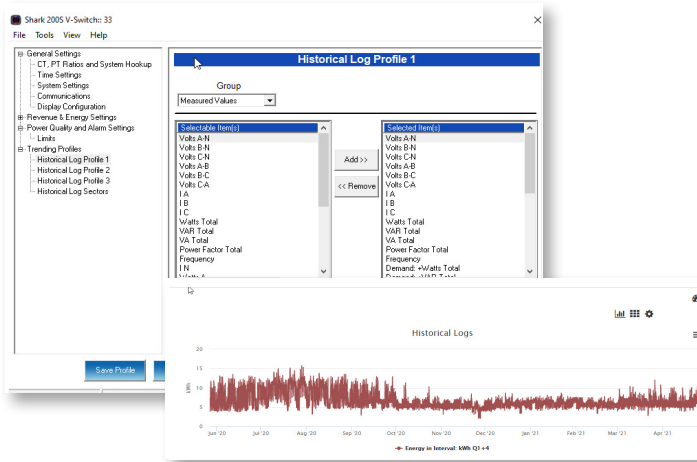 Shark 200S V-Switch:: 33
File Tools View Help
General Settings
CT, PT Ratios and System Hookup
Time Settings
System Settings
Communications
Display Configuration
Revenue & Energy Settings
Power Quality and Alarm Settings
Limits
Trending Profiles
Historical Log Profile 1
Historical Log Profile 2
Historical Log Profile 3
Historical Log Sectors
Historical Log Profile 1
Group
Measured Values
Selectable Item(s)
Volts A-N
Volts B-N
Volts C-N
Volts A-B
Volts B-C
Volts C-A
I A
I B
I C
Watts Total
VAR Total
VA Total
Power Factor Total
Frequency
I N
Watts A
Add >>
<< Remove
Selected Item(s)
Volts A-N
Volts B-N
Volts C-N
Volts A-B
Volts B-C
Volts C-A
I A
I B
I C
Watts Total
VAR Total
VA Total
Power Factor Total
Frequency
Demand: +Watts Total
Demand: +VAR Total
Save Profile
Historical Logs
kWh
20
15
10
5
0
Jun '20 Jul '20 Aug '20 Sep '20 Oct '20 Nov '20 Dec '20 Jan '21 Feb '21 Mar '21 Apr '21
Energy in Interval: kWh Q1+4